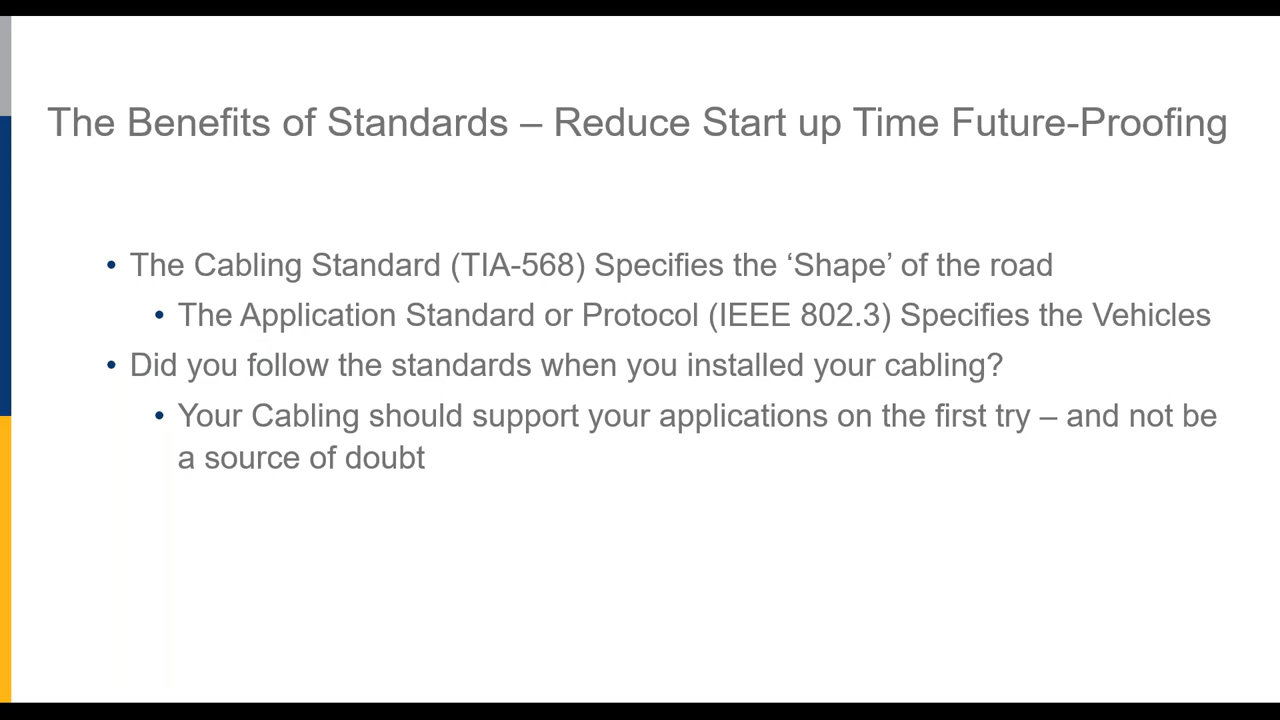 The Benefits of Standards – Reduce Start up Time Future-Proofing
• The Cabling Standard (TIA-568) Specifies the ‘Shape’ of the road
• The Application Standard or Protocol (IEEE 802.3) Specifies the Vehicles
• Did you follow the standards when you installed your cabling?
• Your Cabling should support your applications on the first try – and not be
a source of doubt